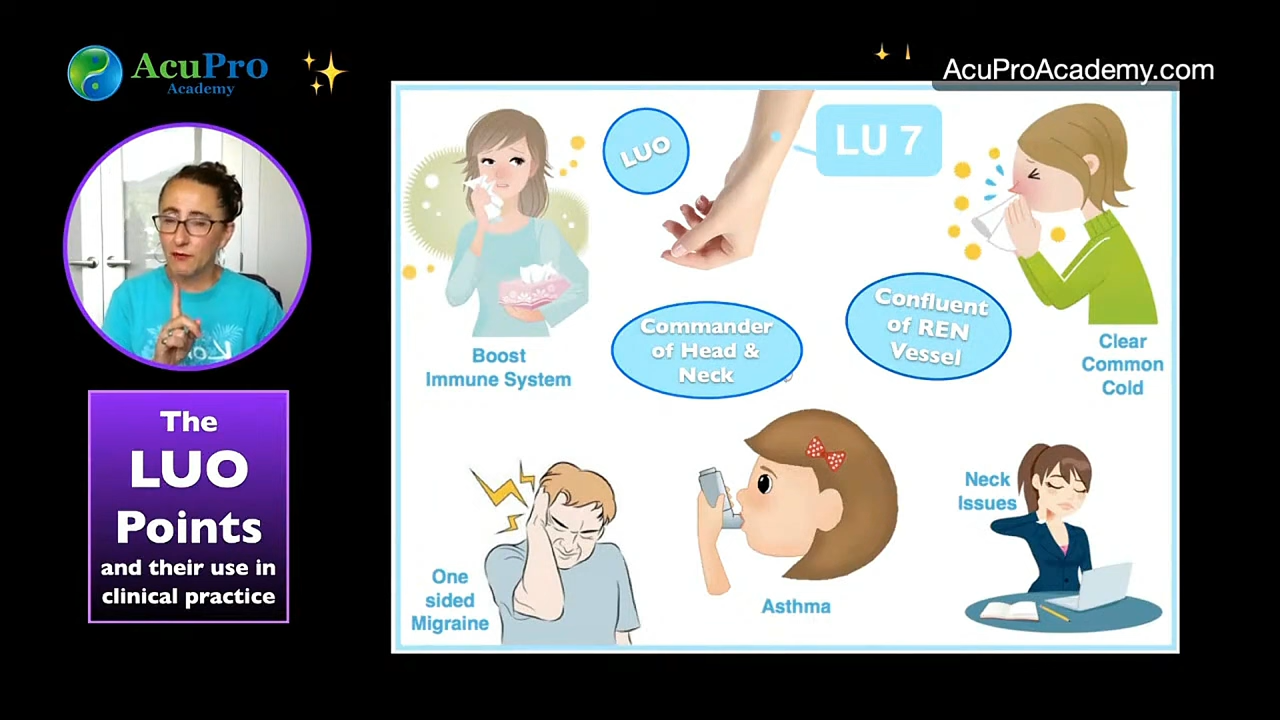 AcuPro
Academy
AcuProAcademy.com
LUO
LU 7
Boost
Immune System
Commander
of Head &
Neck
Confluent
of REN
Vessel
Clear
Common
Cold
The
LUO
Points
and their use in
clinical practice
One
sided
Migraine
Asthma
Neck
Issues